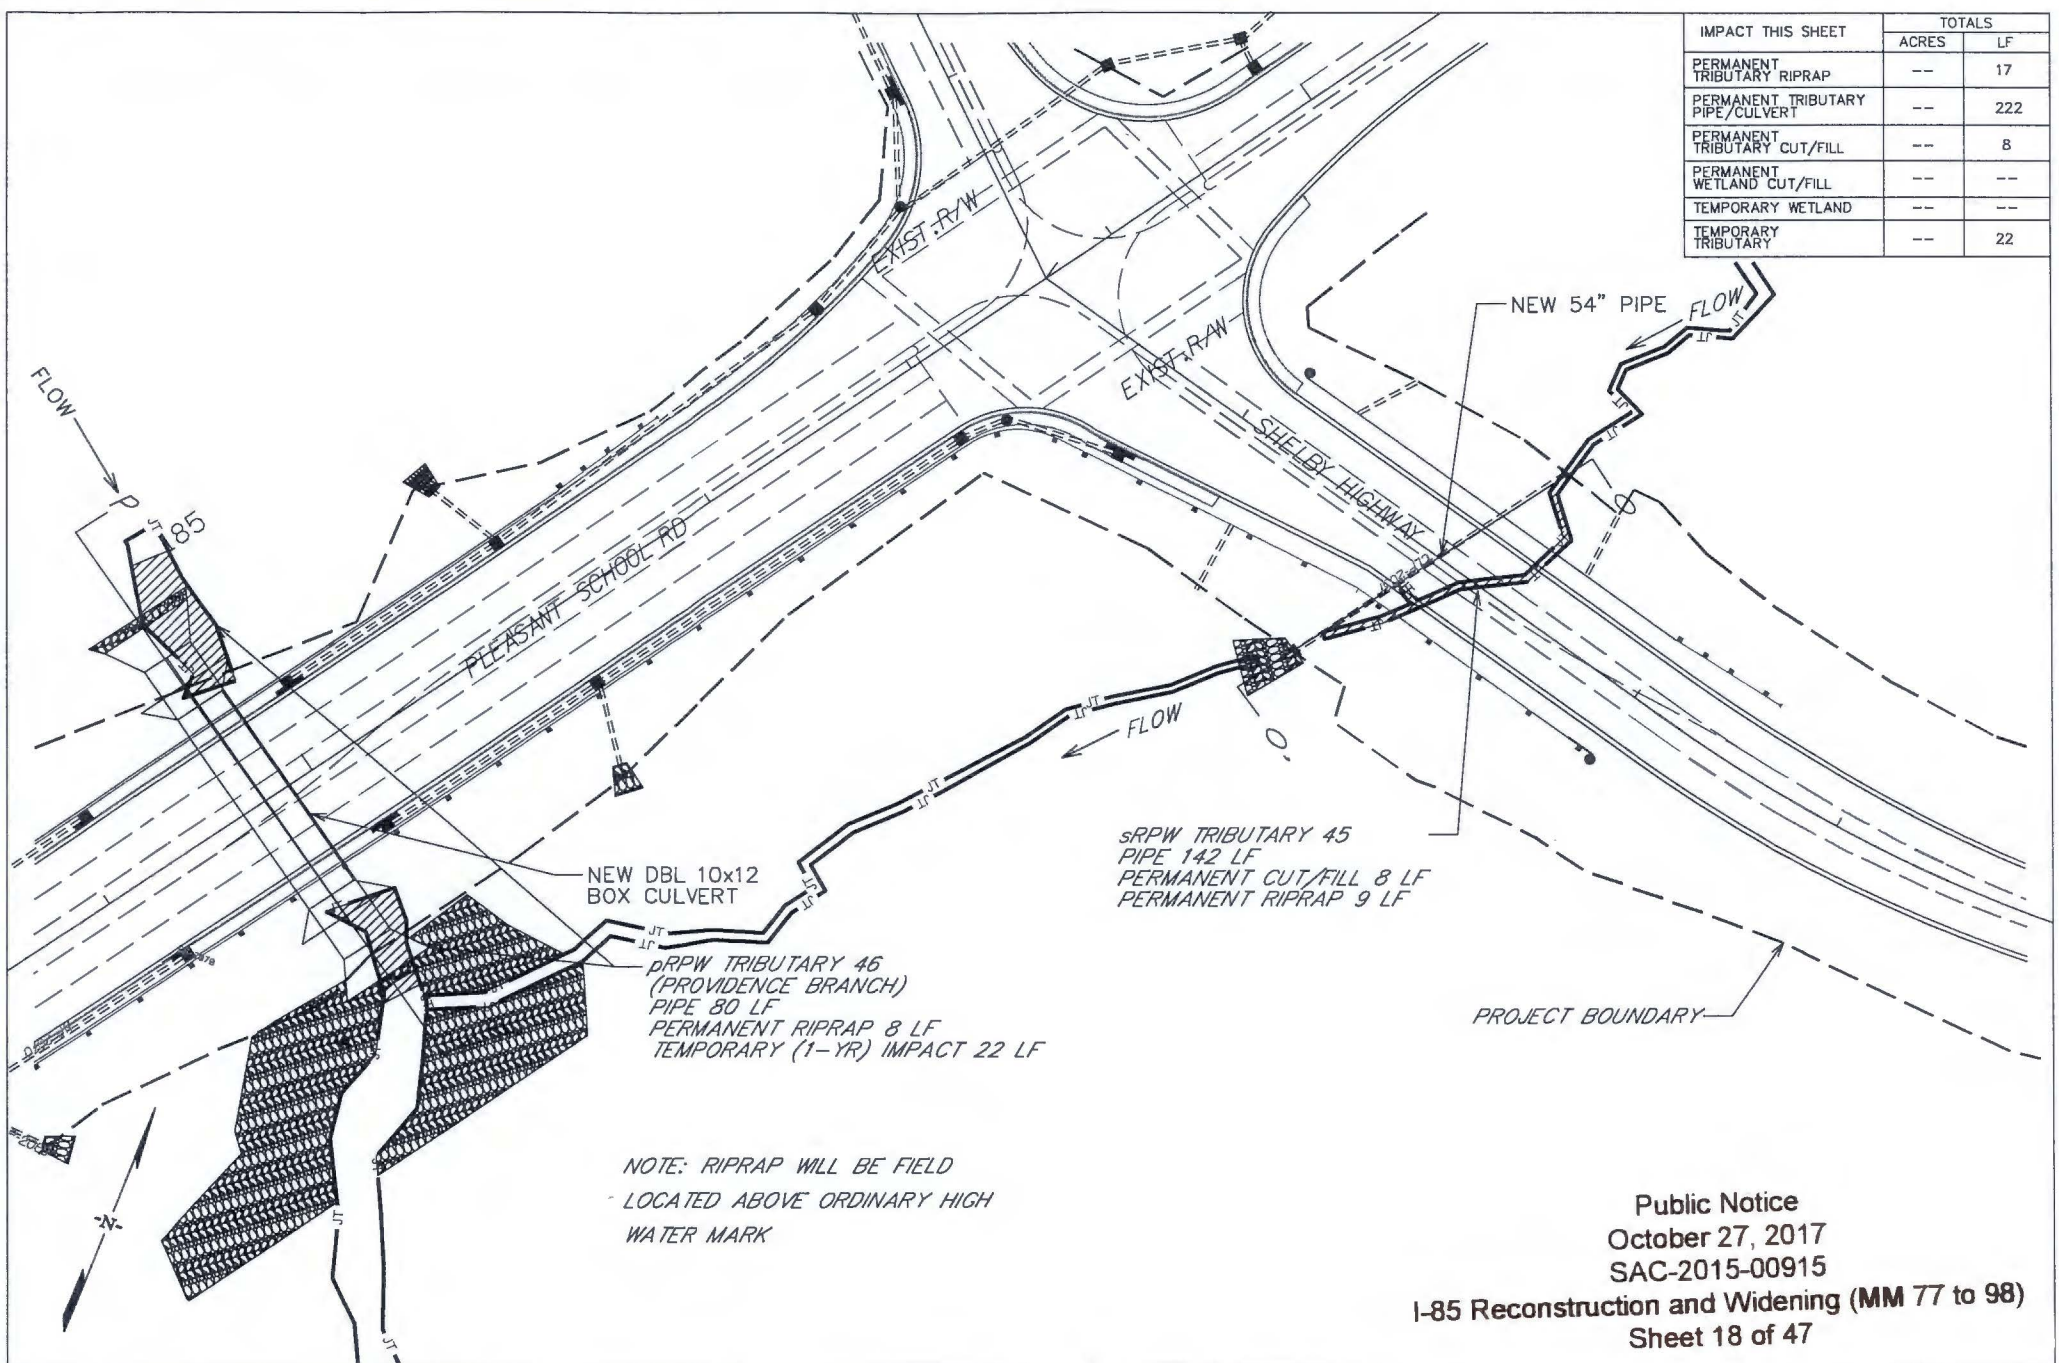 IMPACT THIS SHEET
TOTALS
ACRES LF
PERMANENT
TRIBUTARY RIPRAP -- 17
PERMANENT TRIBUTARY
PIPE/CULVERT -- 222
PERMANENT
TRIBUTARY CUT/FILL -- 8
PERMANENT
WETLAND CUT/FILL -- --
TEMPORARY WETLAND -- --
TEMPORARY
TRIBUTARY -- 22
EXIST. R/W
EXIST. R/W
NEW 54" PIPE
FLOW
FLOW
P
85
SHELBY HIGHWAY
PLEASANT SCHOOL RD
O
O'
FLOW
NEW DBL 10x12
BOX CULVERT
sRPW TRIBUTARY 45
PIPE 142 LF
PERMANENT CUT/FILL 8 LF
PERMANENT RIPRAP 9 LF
pRPW TRIBUTARY 46
(PROVIDENCE BRANCH)
PIPE 80 LF
PERMANENT RIPRAP 8 LF
TEMPORARY (1-YR) IMPACT 22 LF
PROJECT BOUNDARY
NOTE: RIPRAP WILL BE FIELD
LOCATED ABOVE ORDINARY HIGH
WATER MARK
-N-
Public Notice
October 27, 2017
SAC-2015-00915
I-85 Reconstruction and Widening (MM 77 to 98)
Sheet 18 of 47